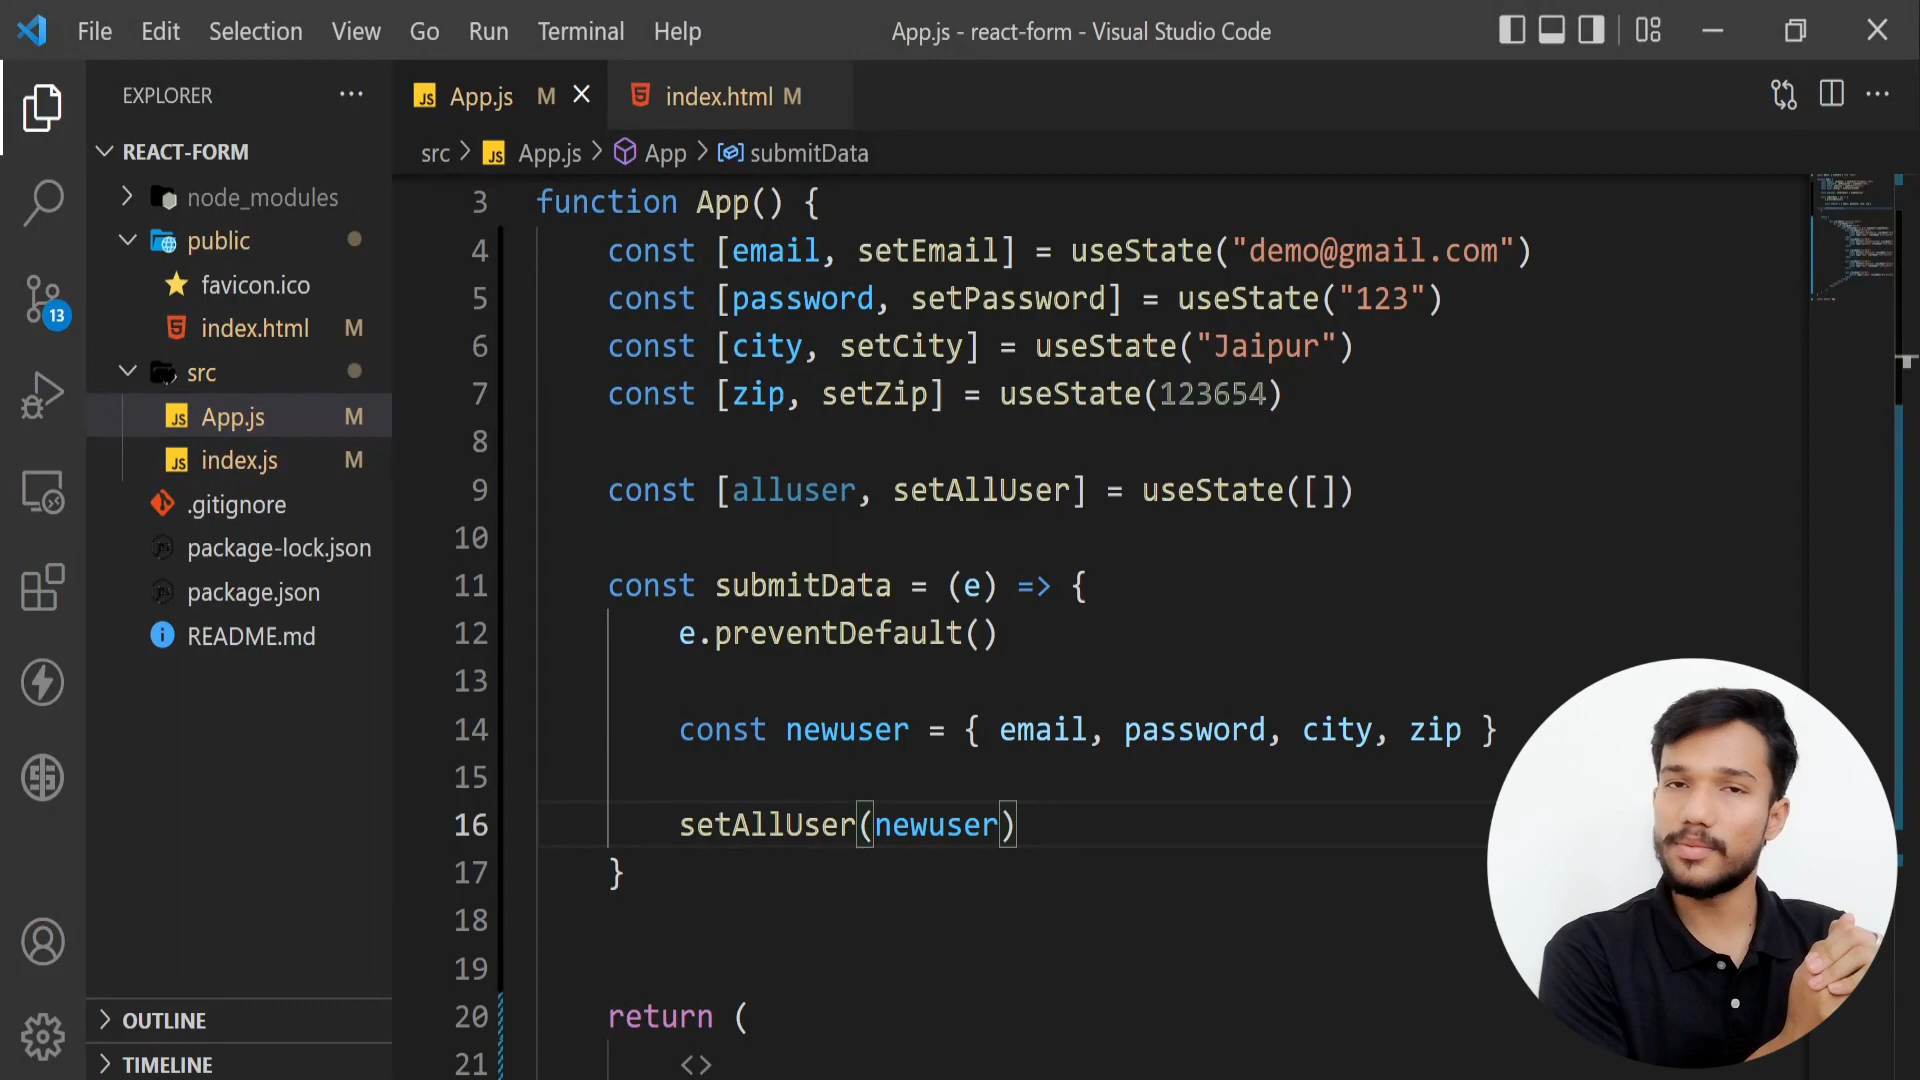 File Edit Selection View Go Run Terminal Help App.js - react-form - Visual Studio Code
EXPLORER
REACT-FORM
node_modules
public
favicon.ico
index.html M
src
App.js M
index.js M
.gitignore
package-lock.json
package.json
README.md
OUTLINE
TIMELINE
13
JS App.js M
index.html M
src > JS App.js > App > submitData
3 function App() {
4 const [email, setEmail] = useState("demo@gmail.com")
5 const [password, setPassword] = useState("123")
6 const [city, setCity] = useState("Jaipur")
7 const [zip, setZip] = useState(123654)
8
9 const [alluser, setAllUser] = useState([])
10
11 const submitData = (e) => {
12 e.preventDefault()
13
14 const newuser = { email, password, city, zip }
15
16 setAllUser(newuser)
17 }
18
19
20 return (
21 <>